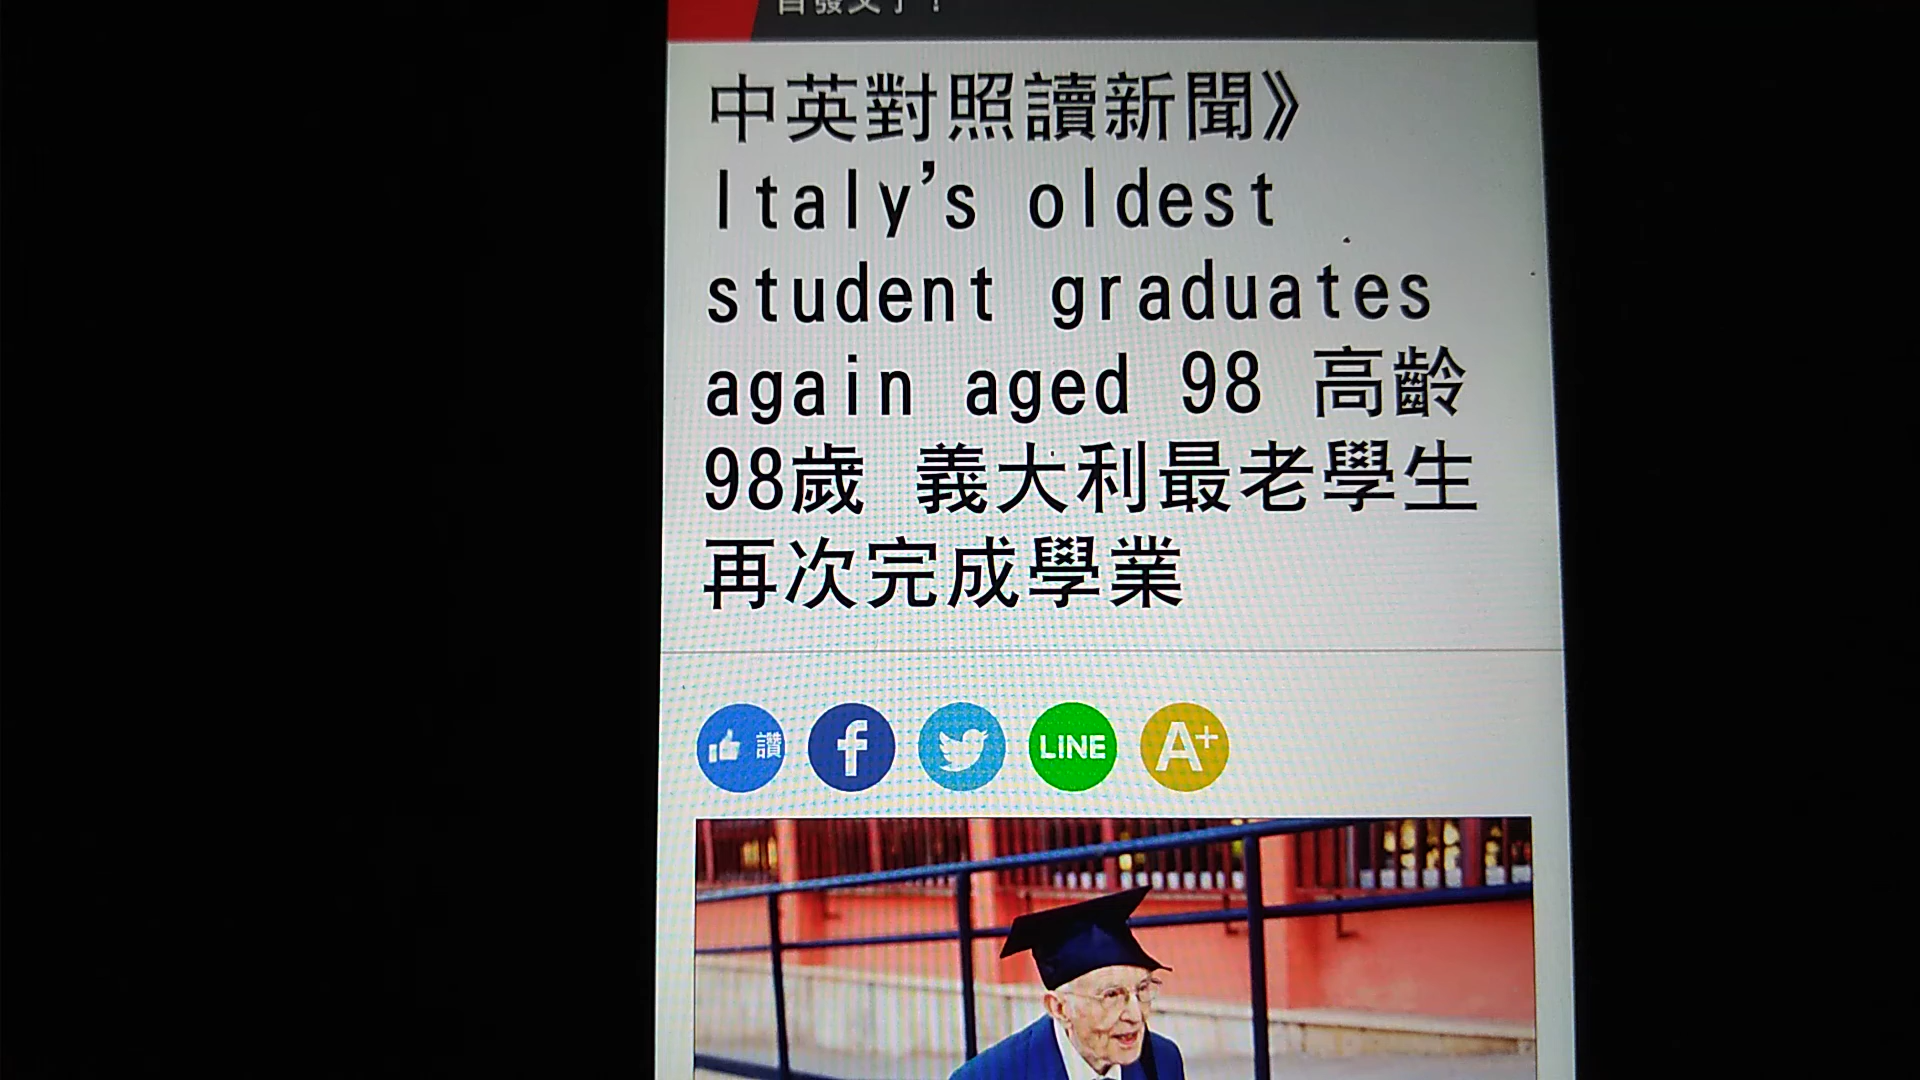 中英對照讀新聞》
Italy's oldest
student graduates
again aged 98 高齡
98歲 義大利最老學生
再次完成學業
讚
LINE
A+